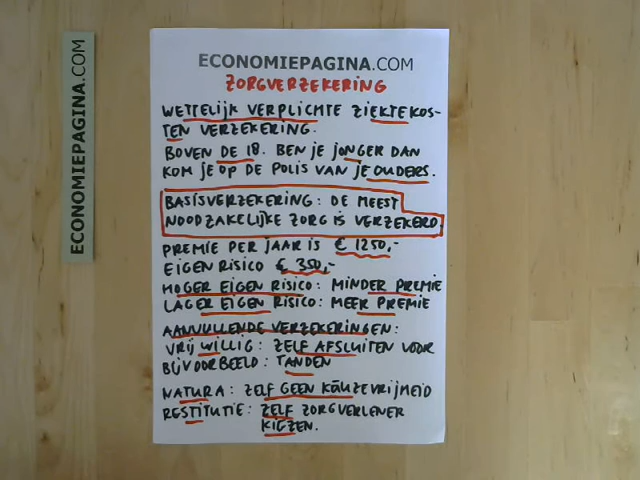 ECONOMIEPAGINA.COM
ECONOMIEPAGINA.COM
ZORGVERZEKERING
WETTELIJK VERPLICHTE ZIEKTEKOS-
TEN VERZEKERING.
BOVEN DE 18. BEN JE JONGER DAN
KOM JE OP DE POLIS VAN JE OUDERS.
BASISVERZEKERING: DE MEEST
NOODZAKELIJKE ZORG IS VERZEKERD.
PREMIE PER JAAR IS € 1250,-
EIGEN RISICO € 350,-
HOGER EIGEN RISICO: MINDER PREMIE
LAGER EIGEN RISICO: MEER PREMIE
AANVULLENDE VERZEKERINGEN:
VRIJWILLIG: ZELF AFSLUITEN VOOR
BIJVOORBEELD: TANDEN
NATURA: ZELF GEEN KEUZEVRIJHEID
RESTITUTIE: ZELF ZORGVERLENER
KIEZEN.